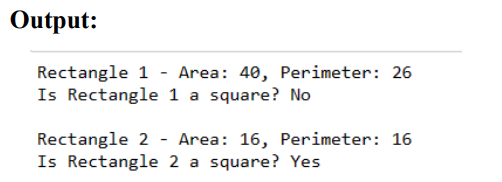 Output:
Rectangle 1 - Area: 40, Perimeter: 26
Is Rectangle 1 a square? No
Rectangle 2 - Area: 16, Perimeter: 16
Is Rectangle 2 a square? Yes